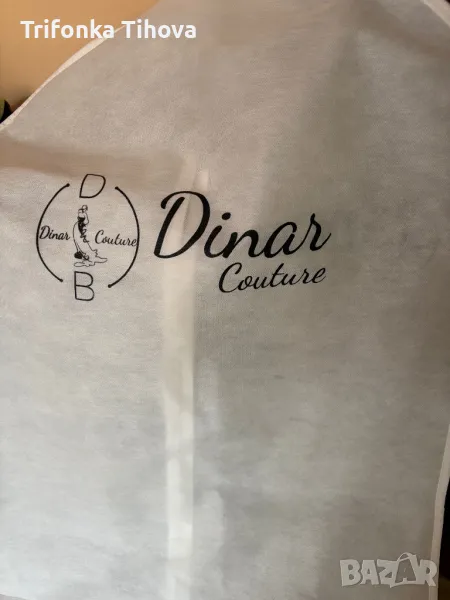 Trifonka Tihova
D
Dinar Couture
B
Dinar
Couture
BAZAR